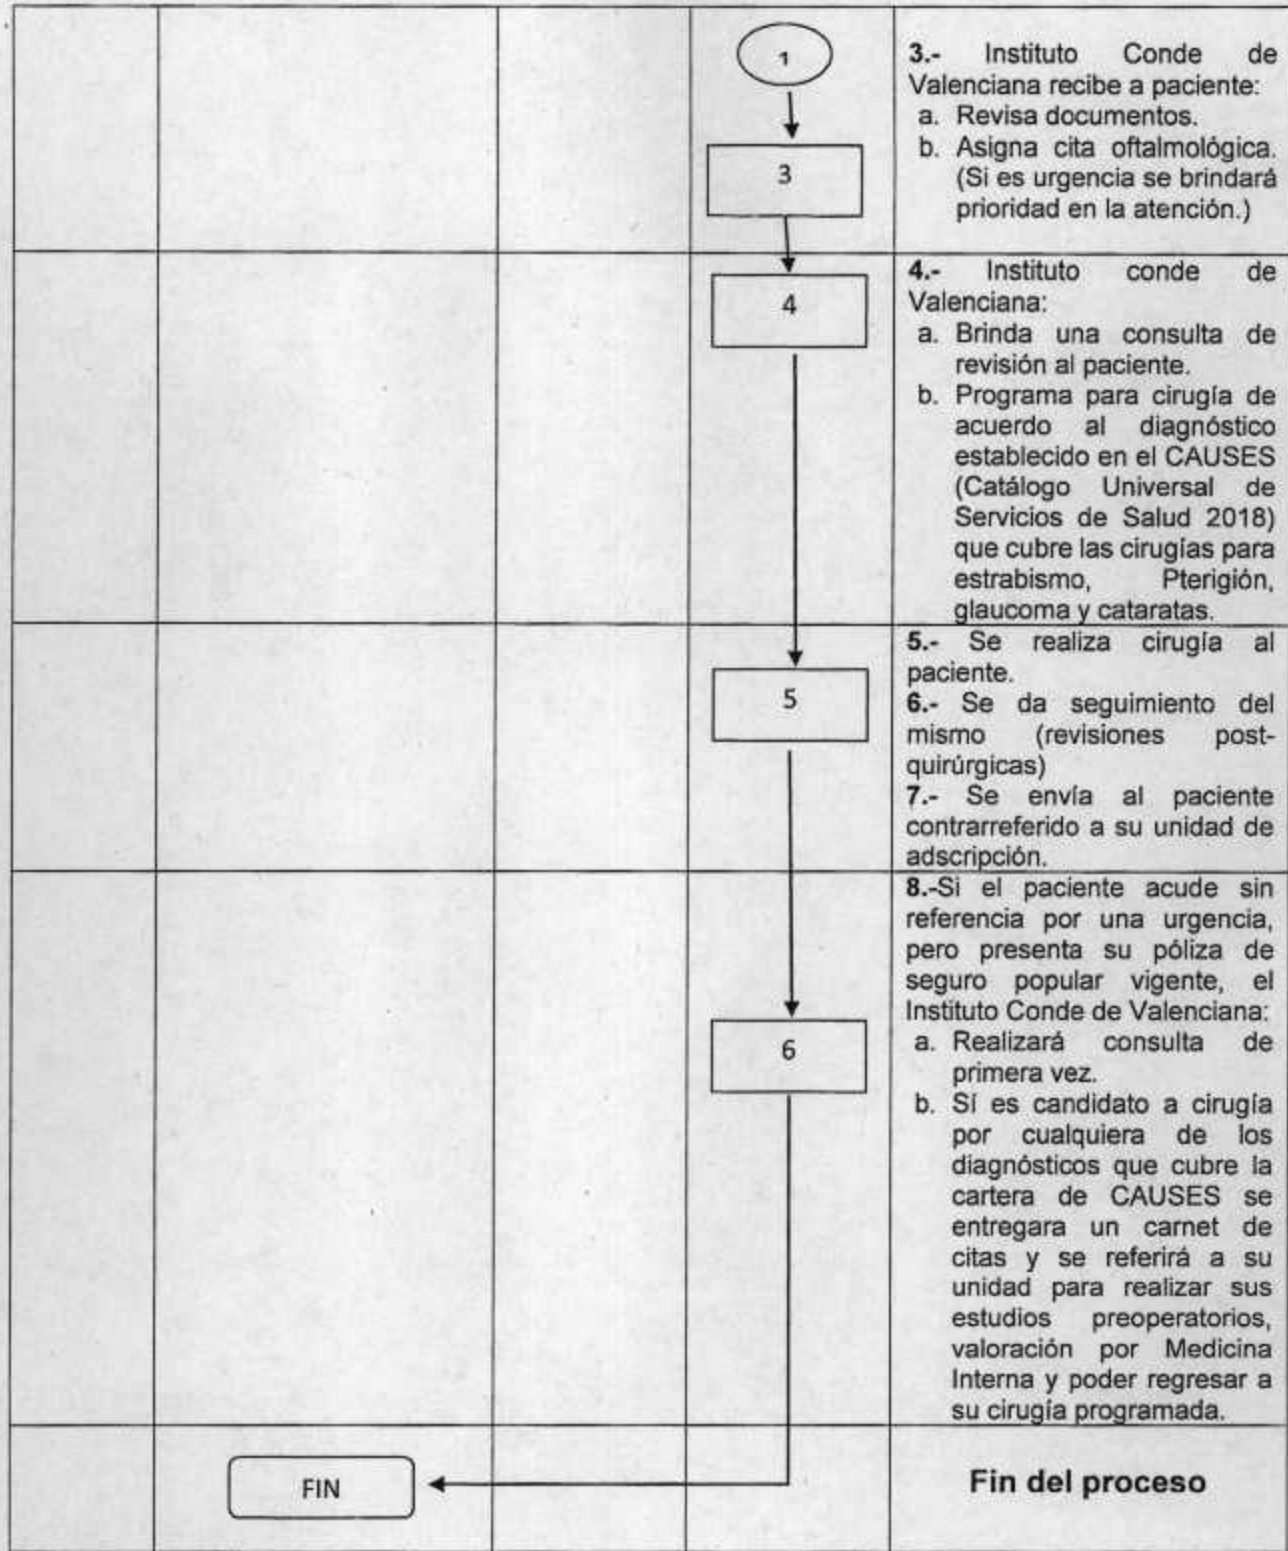 1
3.- Instituto Conde de
Valenciana recibe a paciente:
a. Revisa documentos.
b. Asigna cita oftalmológica.
(Si es urgencia se brindará
prioridad en la atención.)
3
4.- Instituto conde de
Valenciana:
a. Brinda una consulta de
revisión al paciente.
b. Programa para cirugía de
acuerdo al diagnóstico
establecido en el CAUSES
(Catálogo Universal de
Servicios de Salud 2018)
que cubre las cirugías para
estrabismo, Pterigión,
glaucoma y cataratas.
4
5.- Se realiza cirugía al
paciente.
6.- Se da seguimiento del
mismo (revisiones post-
quirúrgicas)
7.- Se envía al paciente
contrarreferido a su unidad de
adscripción.
5
8.-Si el paciente acude sin
referencia por una urgencia,
pero presenta su póliza de
seguro popular vigente, el
Instituto Conde de Valenciana:
a. Realizará consulta de
primera vez.
b. Sí es candidato a cirugía
por cualquiera de los
diagnósticos que cubre la
cartera de CAUSES se
entregara un carnet de
citas y se referirá a su
unidad para realizar sus
estudios preoperatorios,
valoración por Medicina
Interna y poder regresar a
su cirugía programada.
6
FIN
Fin del proceso